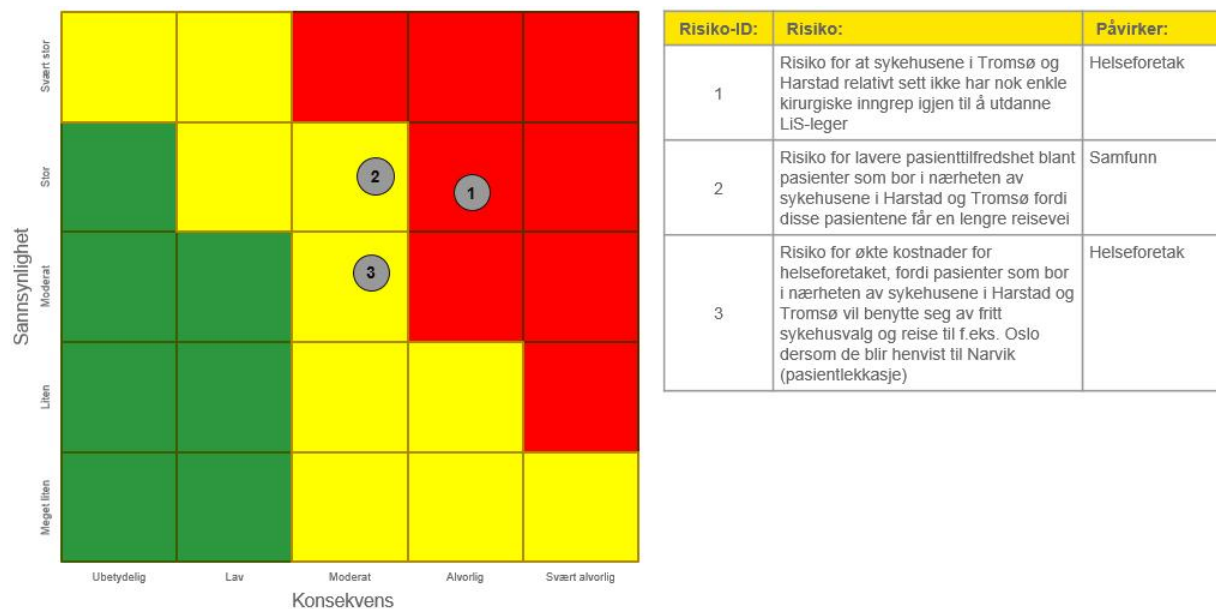 Sannsynlighet
Svært stor
Stor
Moderat
Liten
Meget liten
2
1
3
Ubetydelig
Lav
Moderat
Alvorlig
Svært alvorlig
Konsekvens
Risiko-ID:
Risiko:
Påvirker:
1
Risiko for at sykehusene i Tromsø og
Harstad relativt sett ikke har nok enkle
kirurgiske inngrep igjen til å utdanne
LiS-leger
Helseforetak
2
Risiko for lavere pasienttilfredshet blant
pasienter som bor i nærheten av
sykehusene i Harstad og Tromsø fordi
disse pasientene får en lengre reisevei
Samfunn
3
Risiko for økte kostnader for
helseforetaket, fordi pasienter som bor
i nærheten av sykehusene i Harstad og
Tromsø vil benytte seg av fritt
sykehusvalg og reise til f.eks. Oslo
dersom de blir henvist til Narvik
(pasientlekkasje)
Helseforetak